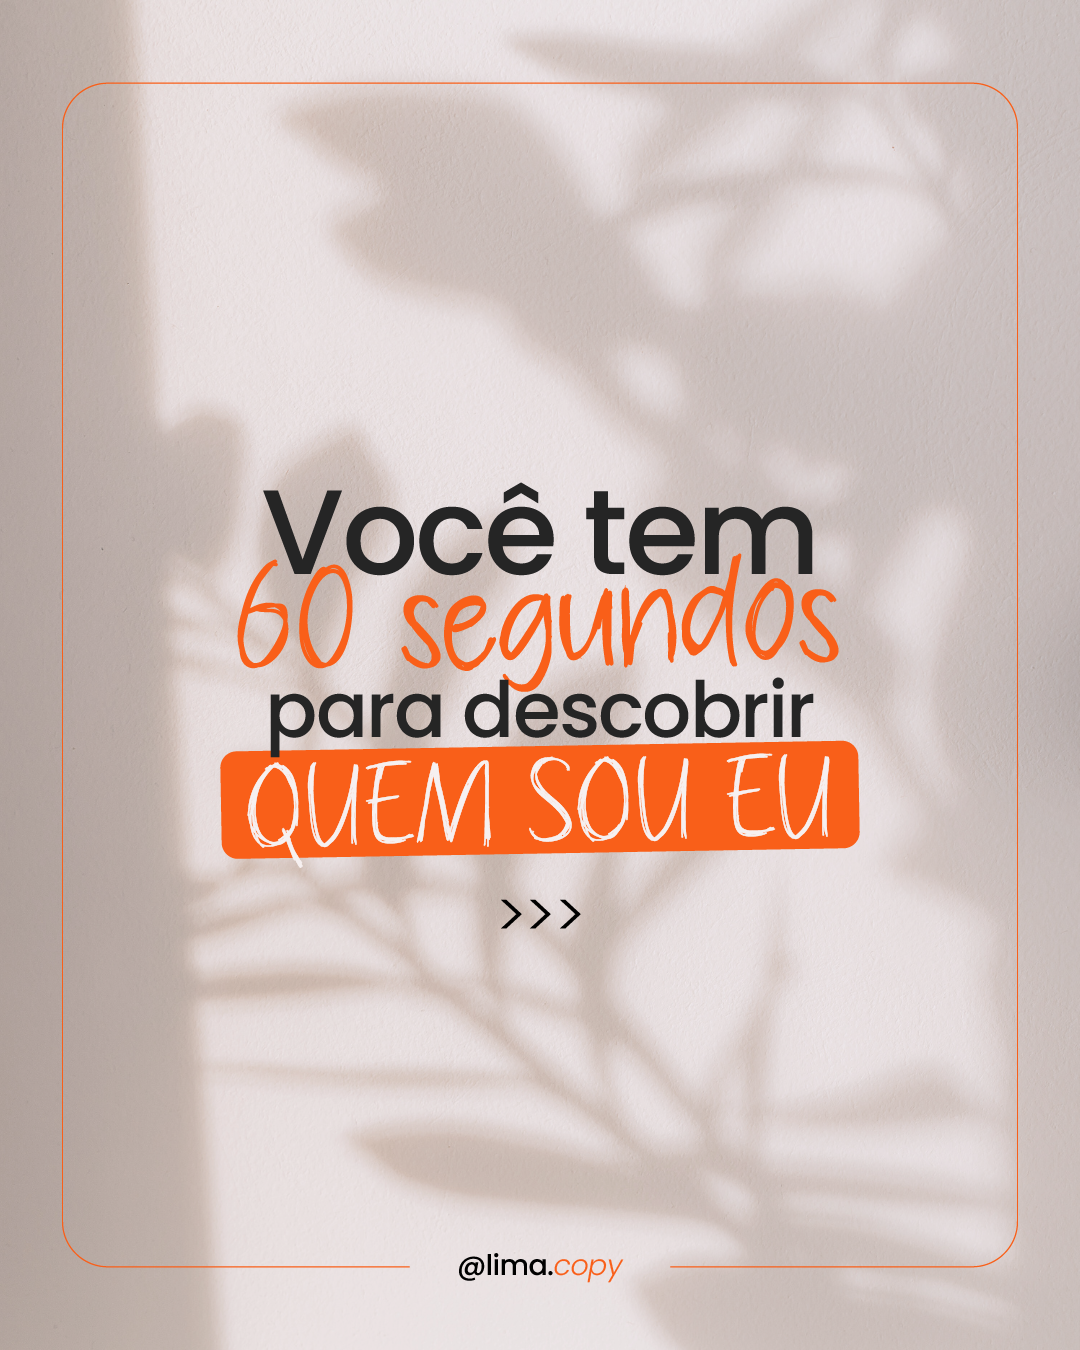 Você tem
60 segundos
para descobrir
QUEM SOU EU
>>>
@lima.copy